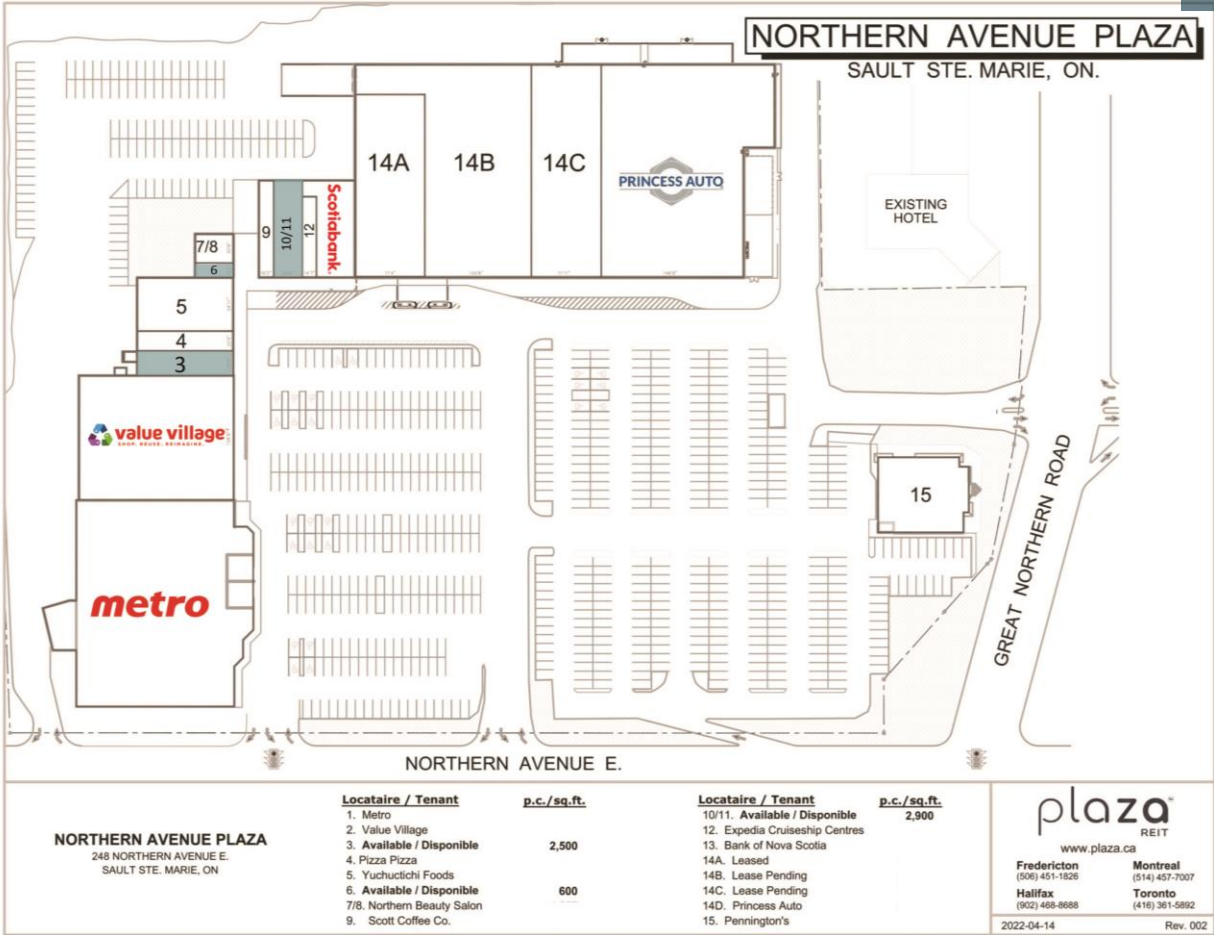 NORTHERN AVENUE PLAZA
SAULT STE. MARIE, ON.
14A
14B
14C
PRINCESS AUTO
EXISTING
HOTEL
9
10/11
12
Scotiabank
7/8
6
5
4
3
value village
SHOP. REUSE. REIMAGINE.
15
metro
GREAT NORTHERN ROAD
NORTHERN AVENUE E.
NORTHERN AVENUE PLAZA
248 NORTHERN AVENUE E.
SAULT STE. MARIE, ON
Locataire / Tenant p.c./sq.ft.
1. Metro
2. Value Village
3. Available / Disponible 2,500
4. Pizza Pizza
5. Yuchuctichi Foods
6. Available / Disponible 600
7/8. Northern Beauty Salon
9. Scott Coffee Co.
Locataire / Tenant p.c./sq.ft.
10/11. Available / Disponible 2,900
12. Expedia Cruiseship Centres
13. Bank of Nova Scotia
14A. Leased
14B. Lease Pending
14C. Lease Pending
14D. Princess Auto
15. Pennington's
plaza
REIT
www.plaza.ca
Fredericton Montreal
(506) 451-1826 (514) 457-7007
Halifax Toronto
(902) 468-8688 (416) 361-5892
2022-04-14 Rev. 002